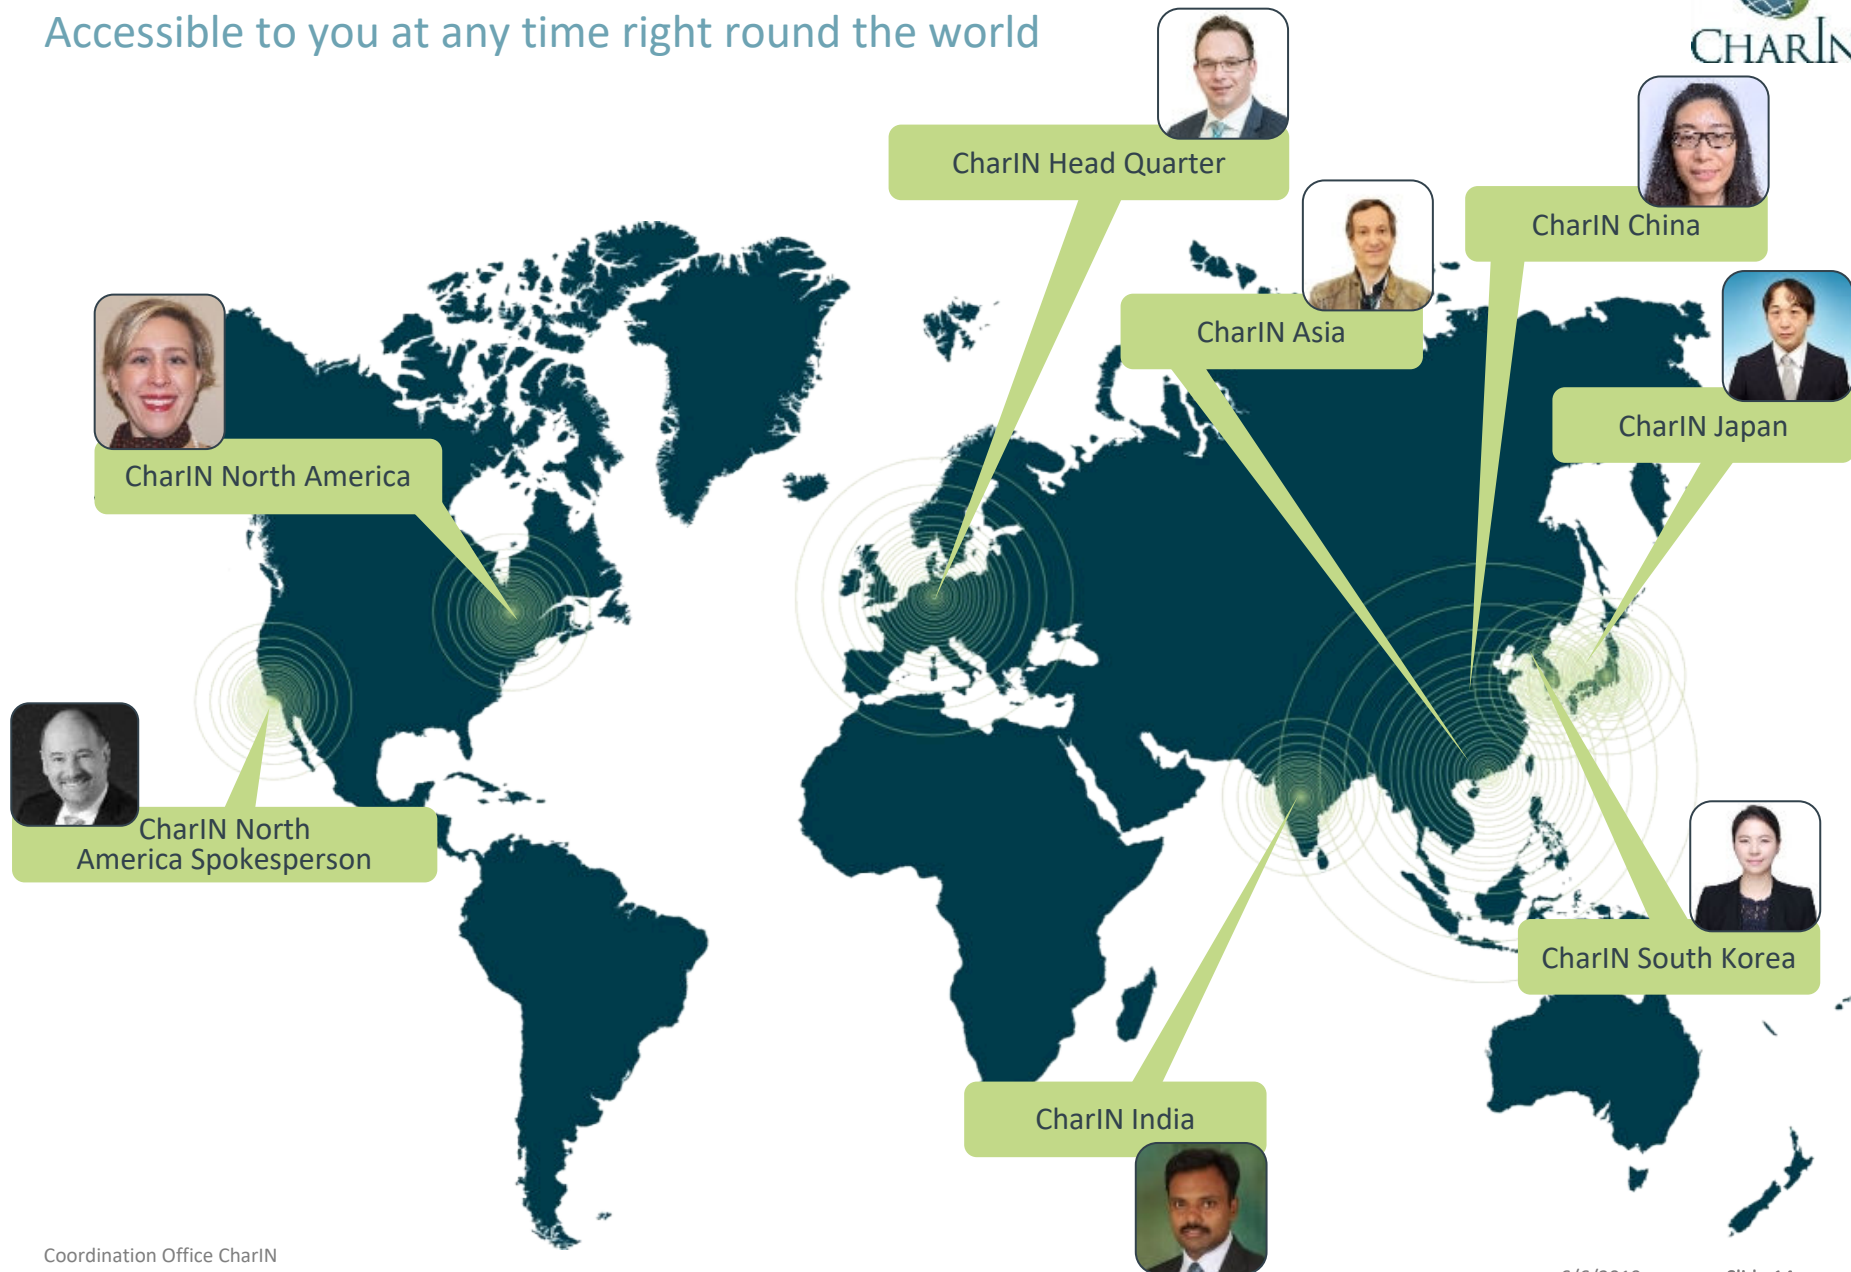 Accessible to you at any time right round the world
CHARIN
CharIN Head Quarter
CharIN China
CharIN Asia
CharIN Japan
CharIN North America
CharIN North
America Spokesperson
CharIN South Korea
CharIN India
Coordination Office CharIN